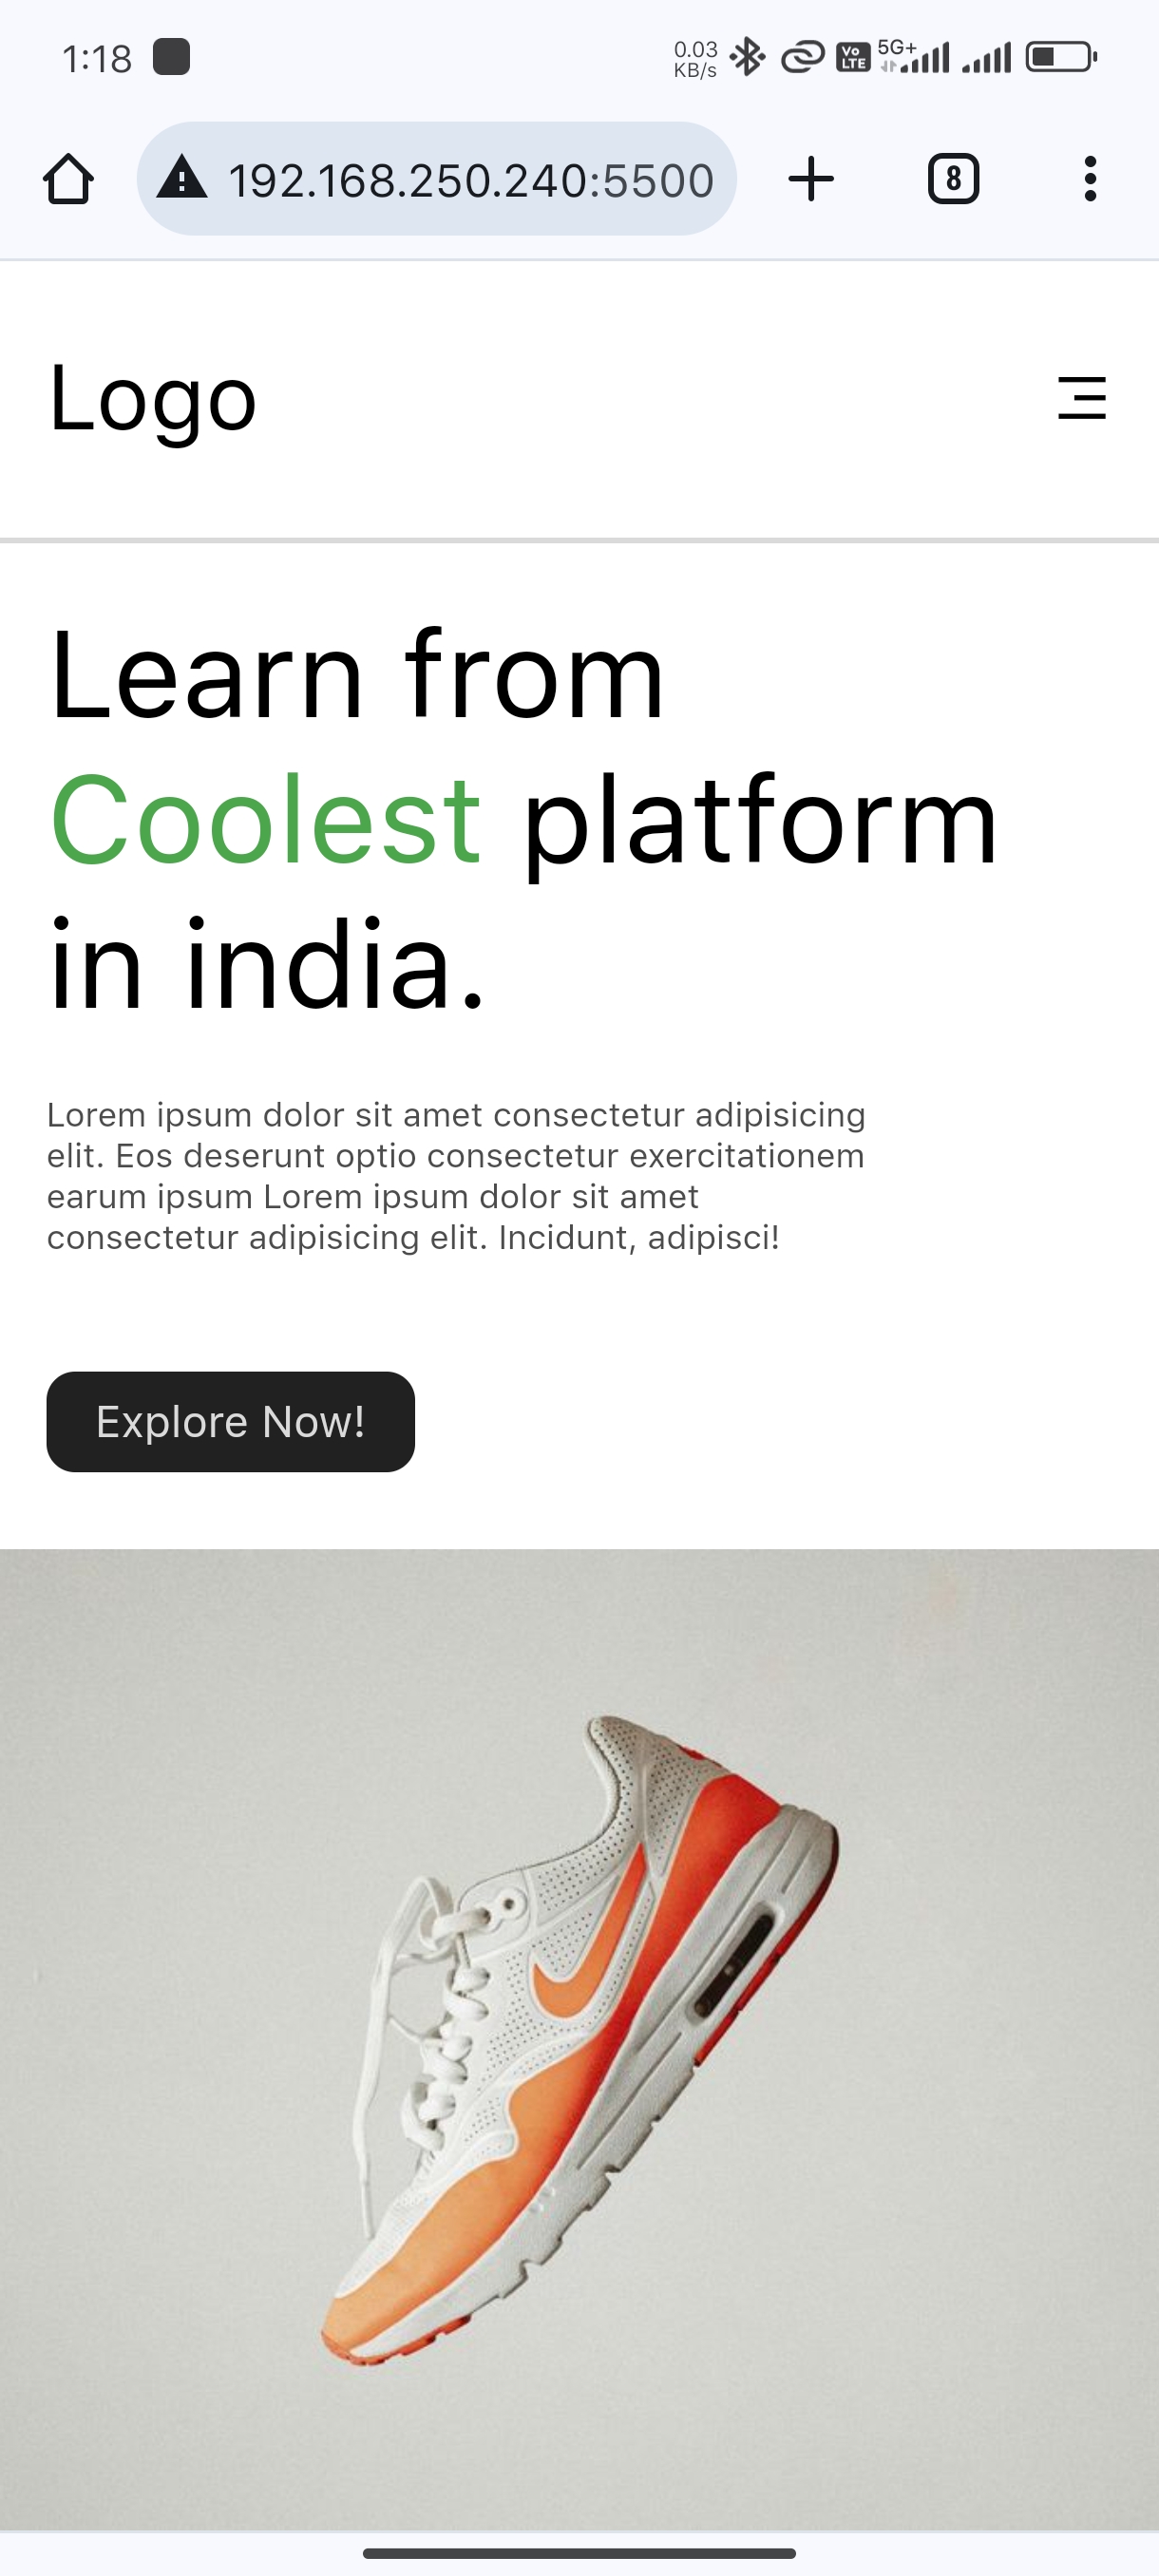 1:18
0.03
KB/s
Vo
LTE
5G+
192.168.250.240:5500
8
Logo
Learn from
Coolest platform
in india.
Lorem ipsum dolor sit amet consectetur adipisicing
elit. Eos deserunt optio consectetur exercitationem
earum ipsum Lorem ipsum dolor sit amet
consectetur adipisicing elit. Incidunt, adipisci!
Explore Now!